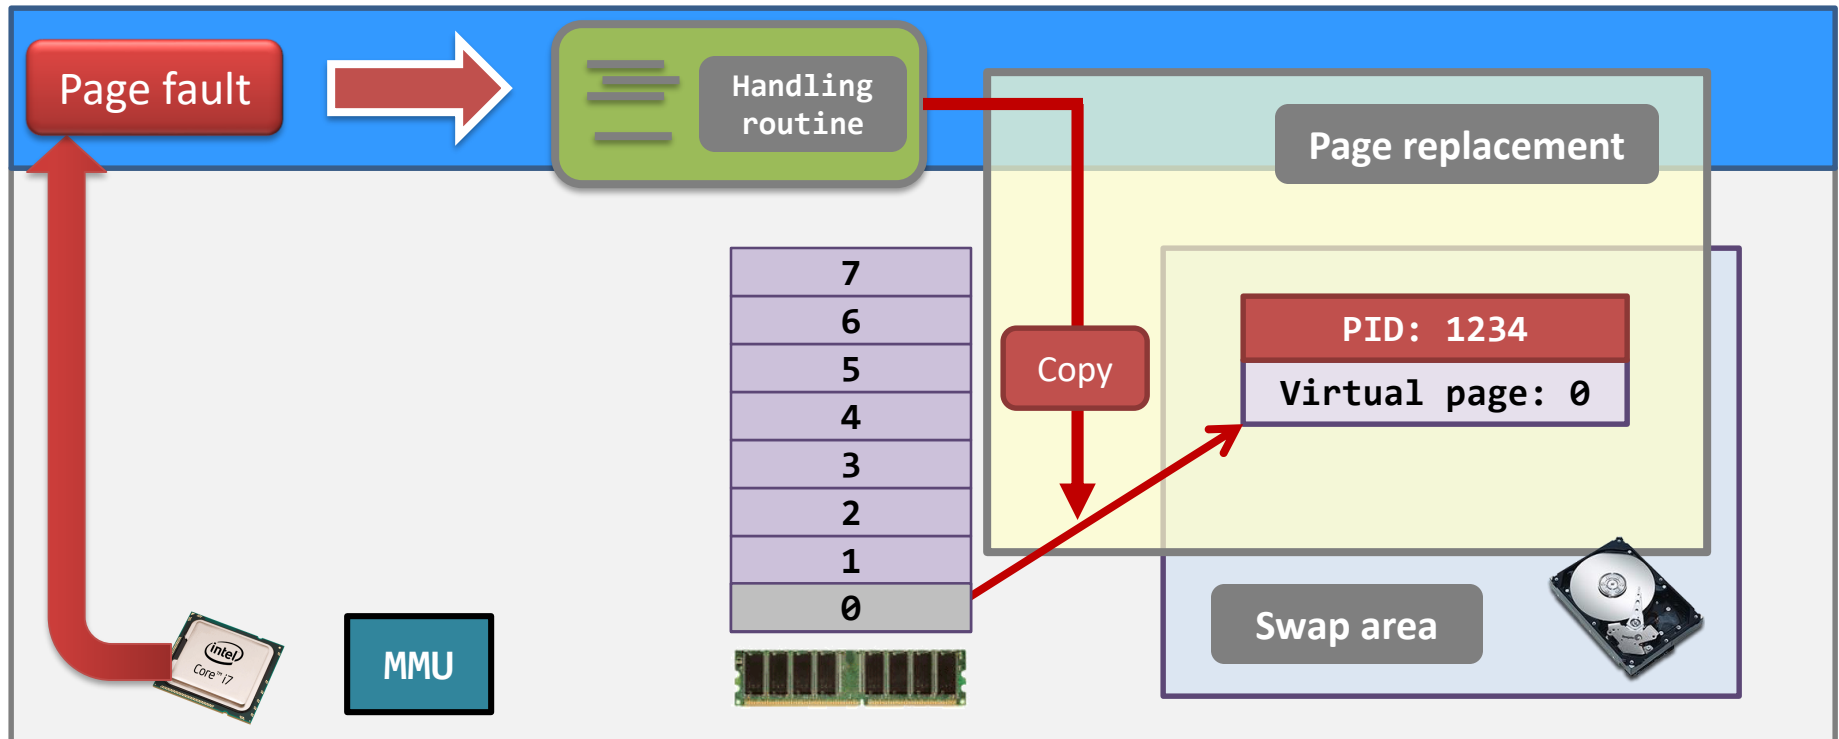 Page fault
Handling
routine
Page replacement
7
6
5
4
3
2
1
0
Copy
PID: 1234
Virtual page: 0
Swap area
MMU
intel
Core™ i7